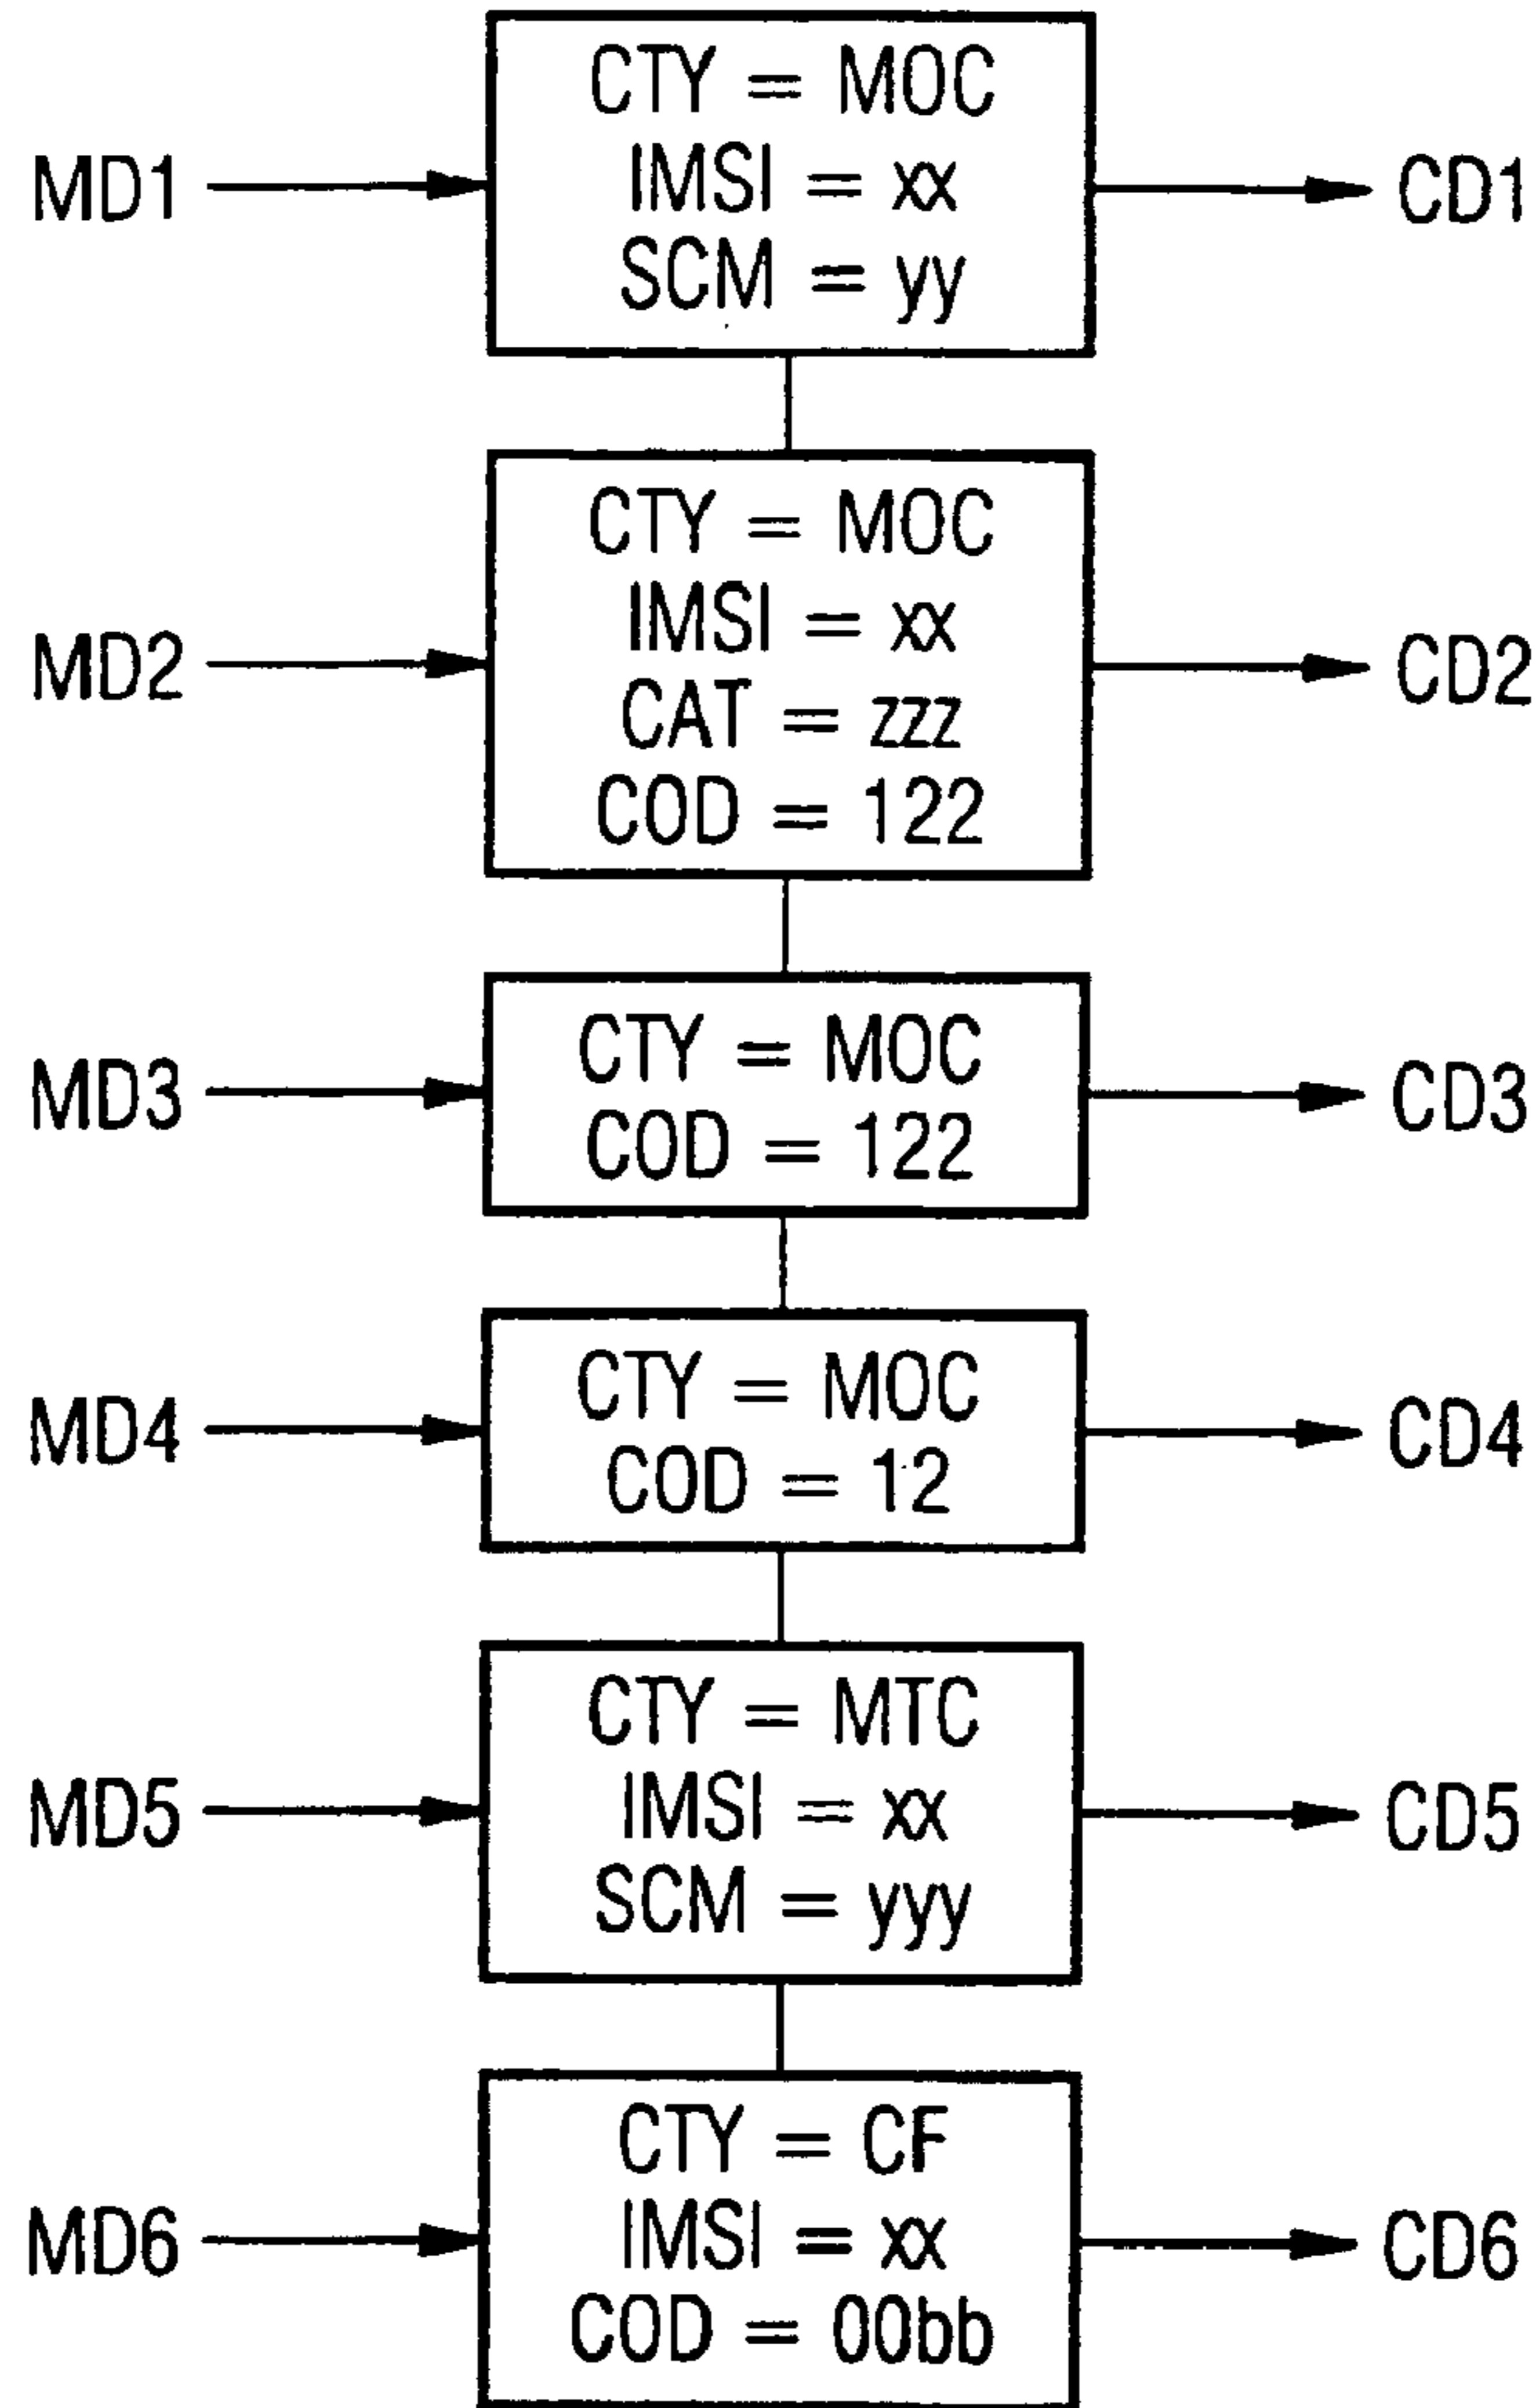 CTY = MOC
IMSI = xx
MD1
CD1
SCM = yy
CTY = MOC
IMSI = xx
MD2
CD2
CAT = zzz
COD = 122
CTY = MOC
MD3
CD3
COD = 122
CTY = MOC
MD4
CD4
COD = 12
CTY = MTC
MD5
IMSI = xx
CD5
SCM = yyy
CTY = CF
MD6
IMSI = xx
CD6
COD = 00bb